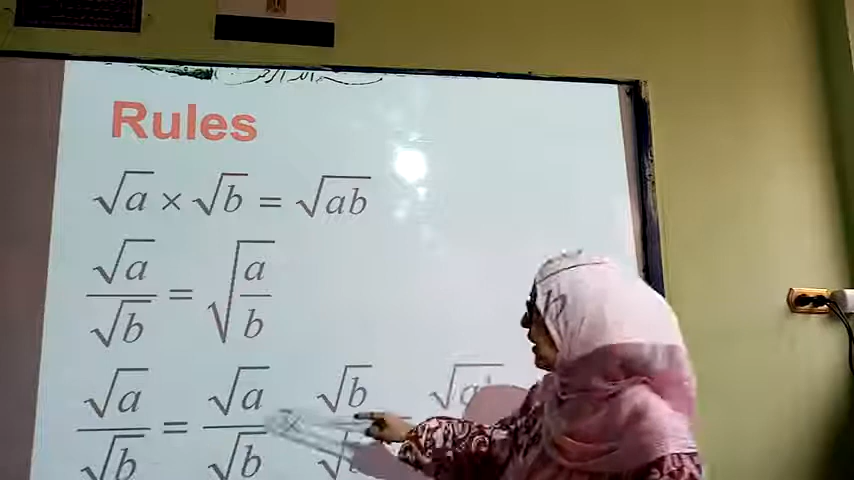 Rules
√a × √b = √ab
√a/√b = √(a/b)
√a/√b = √a/√b × √b